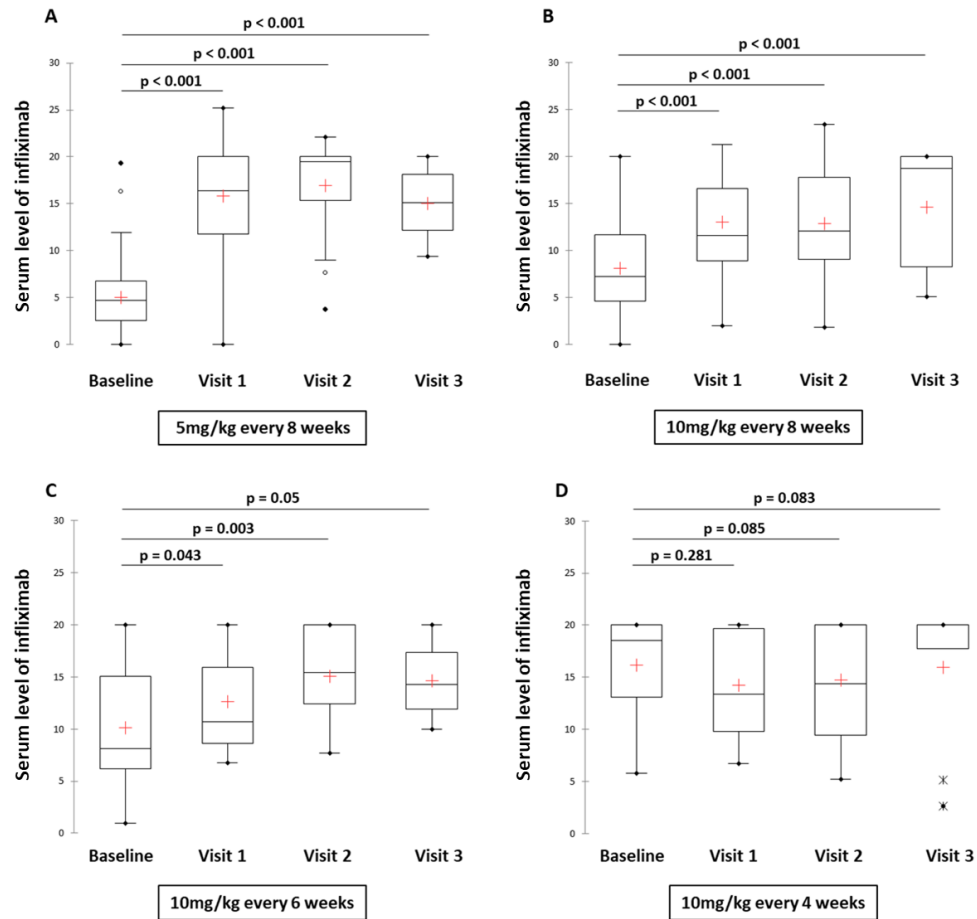 A
p < 0.001
p < 0.001
p < 0.001
Serum level of infliximab
30
25
20
15
10
5
0
Baseline Visit 1 Visit 2 Visit 3
5mg/kg every 8 weeks
B
p < 0.001
p < 0.001
p < 0.001
Serum level of infliximab
30
25
20
15
10
5
0
Baseline Visit 1 Visit 2 Visit 3
10mg/kg every 8 weeks
C
p = 0.05
p = 0.003
p = 0.043
Serum level of infliximab
30
25
20
15
10
5
0
Baseline Visit 1 Visit 2 Visit 3
10mg/kg every 6 weeks
D
p = 0.083
p = 0.085
p = 0.281
Serum level of infliximab
30
25
20
15
10
5
0
Baseline Visit 1 Visit 2 Visit 3
10mg/kg every 4 weeks